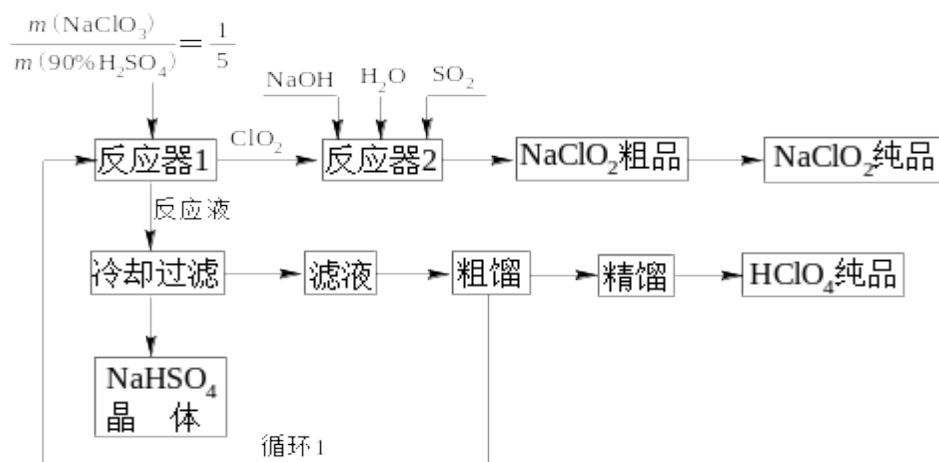 m(NaClO₃)
m(90%H₂SO₄)
=
1
5
NaOH H₂O SO₂
反应器1 ClO₂ 反应器2 NaClO₂粗品 NaClO₂纯品
反应液
冷却过滤 滤液 粗馏 精馏 HClO₄纯品
NaHSO₄
晶 体
循环1